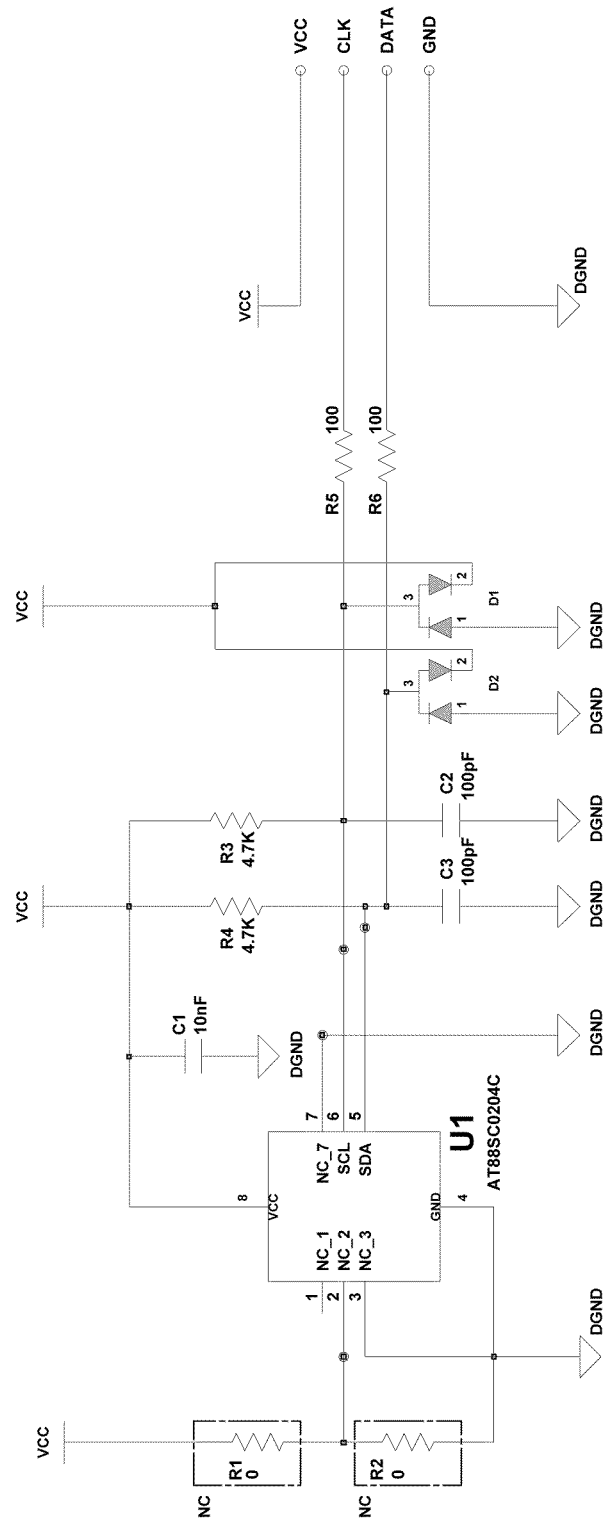 VCC
NC
R1
0
NC
R2
0
8
VCC
1
NC_1
2
NC_2
3
NC_3
NC_7
7
SCL
6
SDA
5
GND
4
U1
AT88SC0204C
DGND
C1
10nF
DGND
DGND
VCC
R4
4.7K
R3
4.7K
C3
100pF
DGND
C2
100pF
DGND
VCC
3
1
2
D2
DGND
3
1
2
D1
DGND
R5
100
R6
100
VCC
DGND
VCC
CLK
DATA
GND